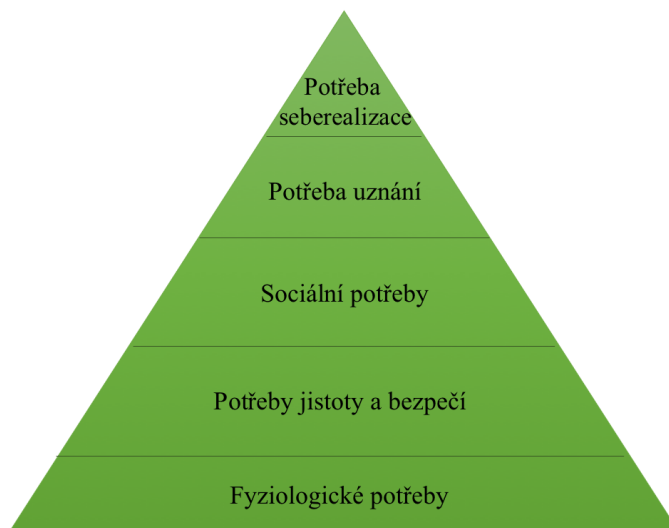 Potřeba
seberealizace
Potřeba uznání
Sociální potřeby
Potřeby jistoty a bezpečí
Fyziologické potřeby